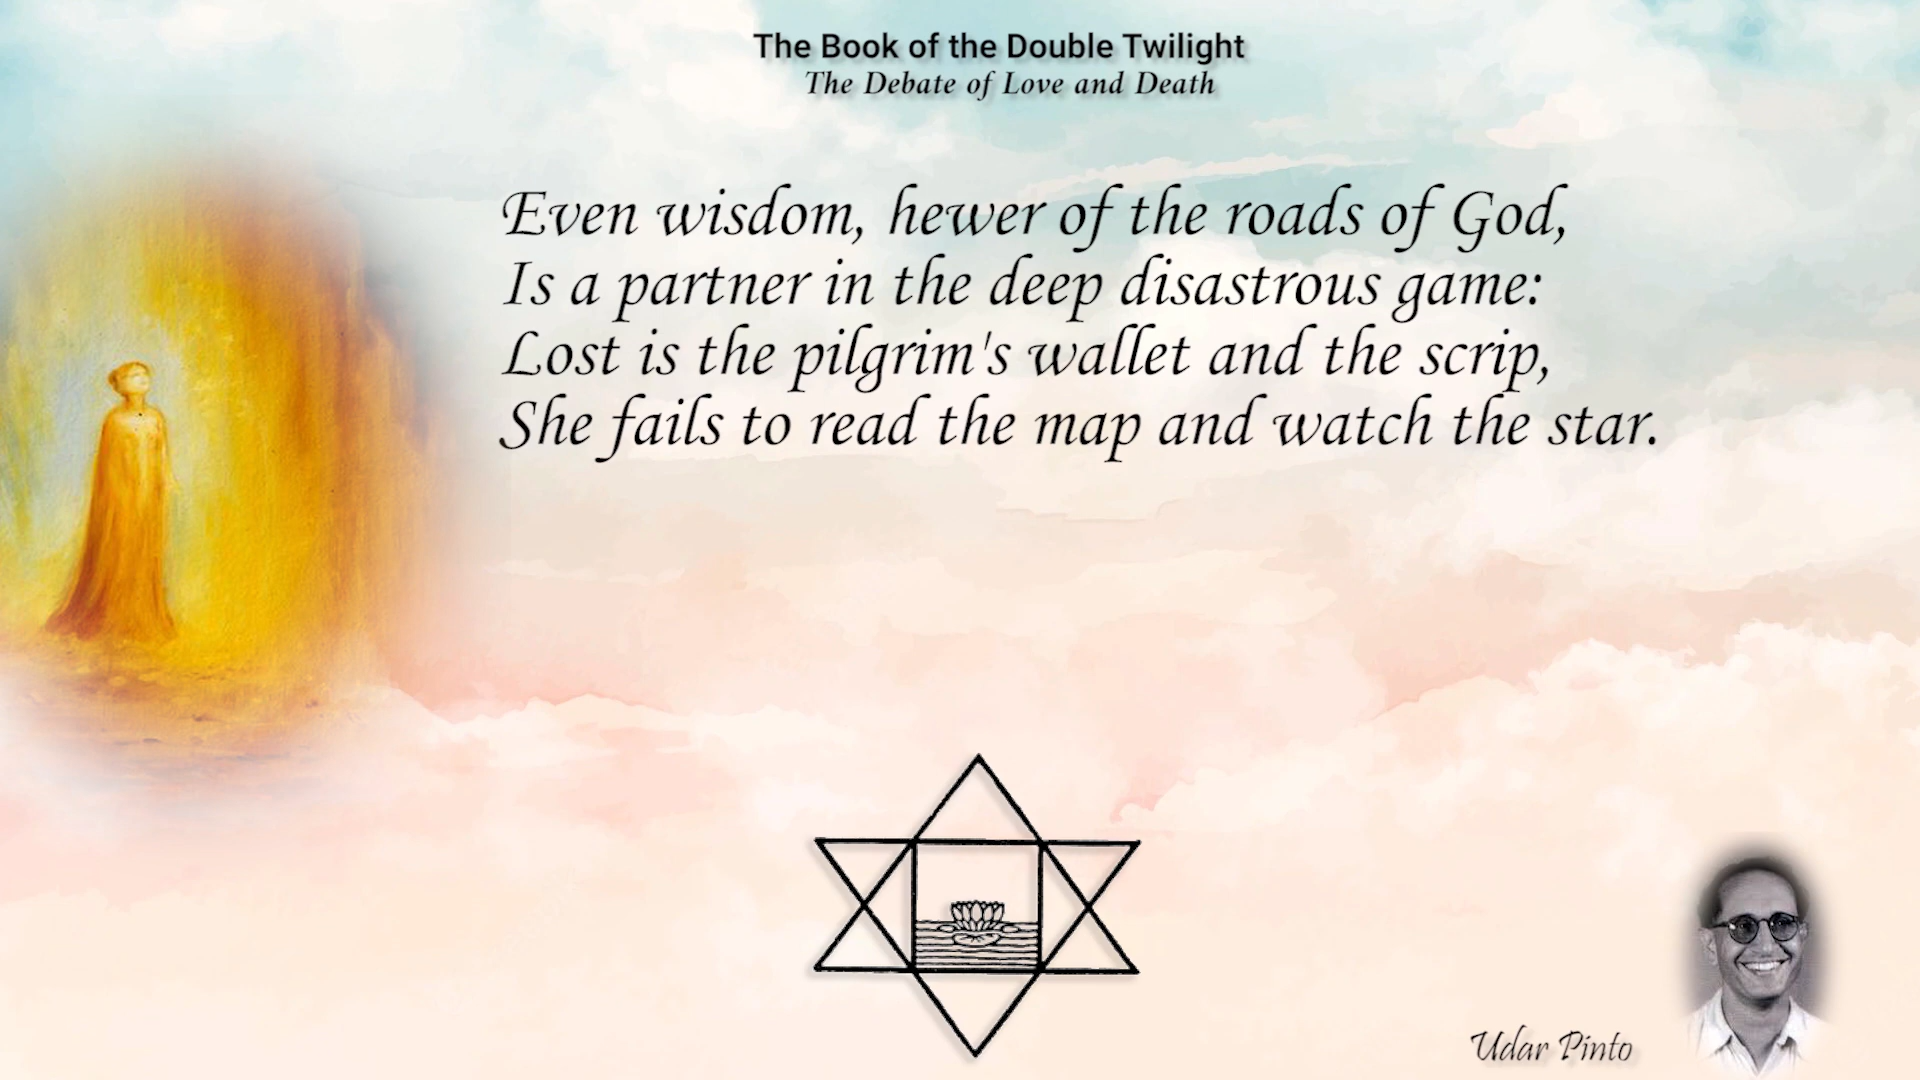 The Book of the Double Twilight
The Debate of Love and Death
Even wisdom, hewer of the roads of God,
Is a partner in the deep disastrous game:
Lost is the pilgrim's wallet and the scrip,
She fails to read the map and watch the star.
Udar Pinto